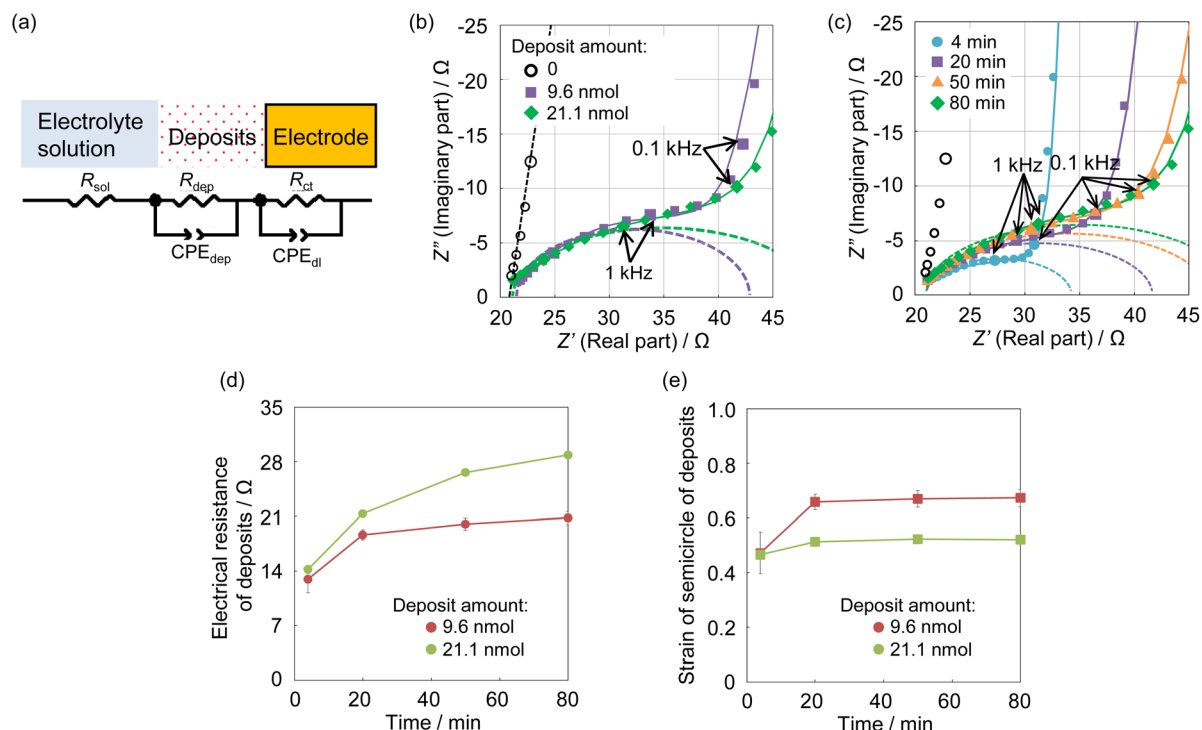 (a)
Electrolyte
solution
Deposits
Electrode
Rsol
Rdep
Rct
CPEdep
CPEdl
(b)
Z″ (Imaginary part) / Ω
-25
-20
-15
-10
-5
0
Deposit amount:
0
9.6 nmol
21.1 nmol
0.1 kHz
1 kHz
20 25 30 35 40 45
Z′ (Real part) / Ω
(c)
Z″ (Imaginary part) / Ω
-25
-20
-15
-10
-5
0
4 min
20 min
50 min
80 min
1 kHz
0.1 kHz
20 25 30 35 40 45
Z′ (Real part) / Ω
(d)
Electrical resistance
of deposits / Ω
35
28
21
14
7
0
Deposit amount:
9.6 nmol
21.1 nmol
0 20 40 60 80
Time / min
(e)
Strain of semicircle of deposits
1.0
0.8
0.6
0.4
0.2
0
Deposit amount:
9.6 nmol
21.1 nmol
0 20 40 60 80
Time / min